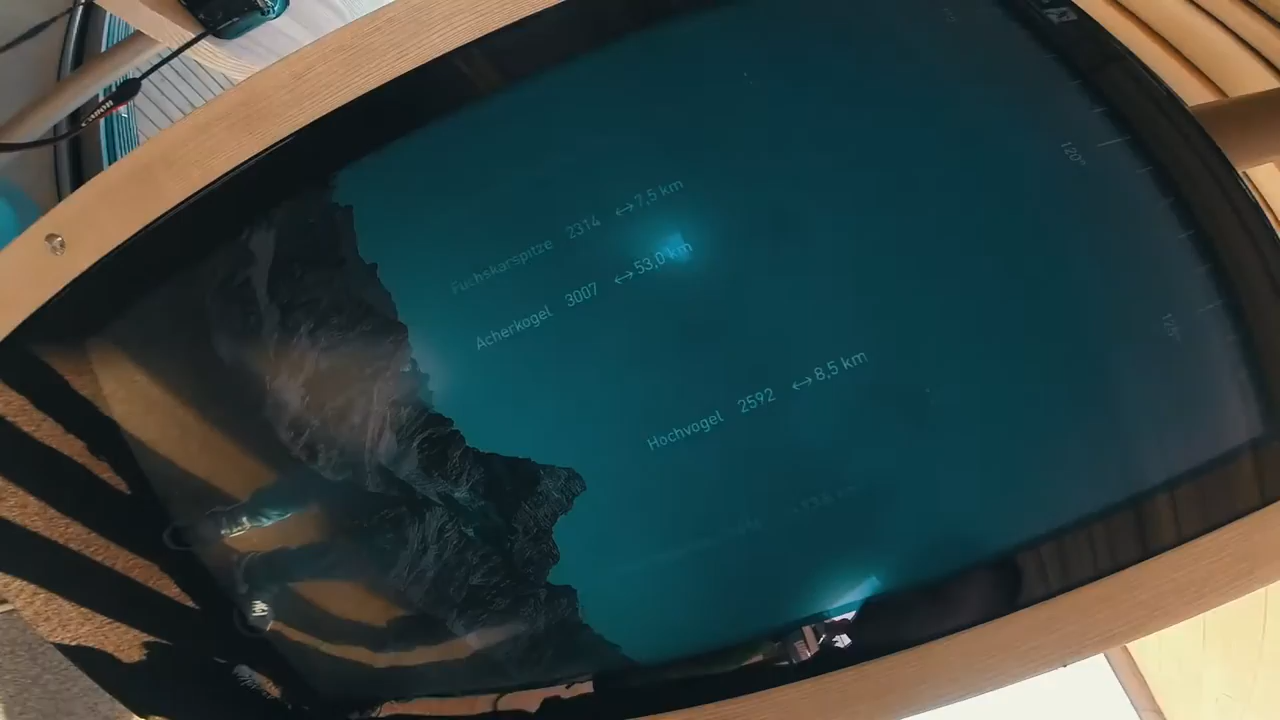 Fuchskarspitze 2314 ↔7,5 km
Acherkogel 3007 ↔53,0 km
Hochvogel 2592 ↔8,5 km
120°
125°